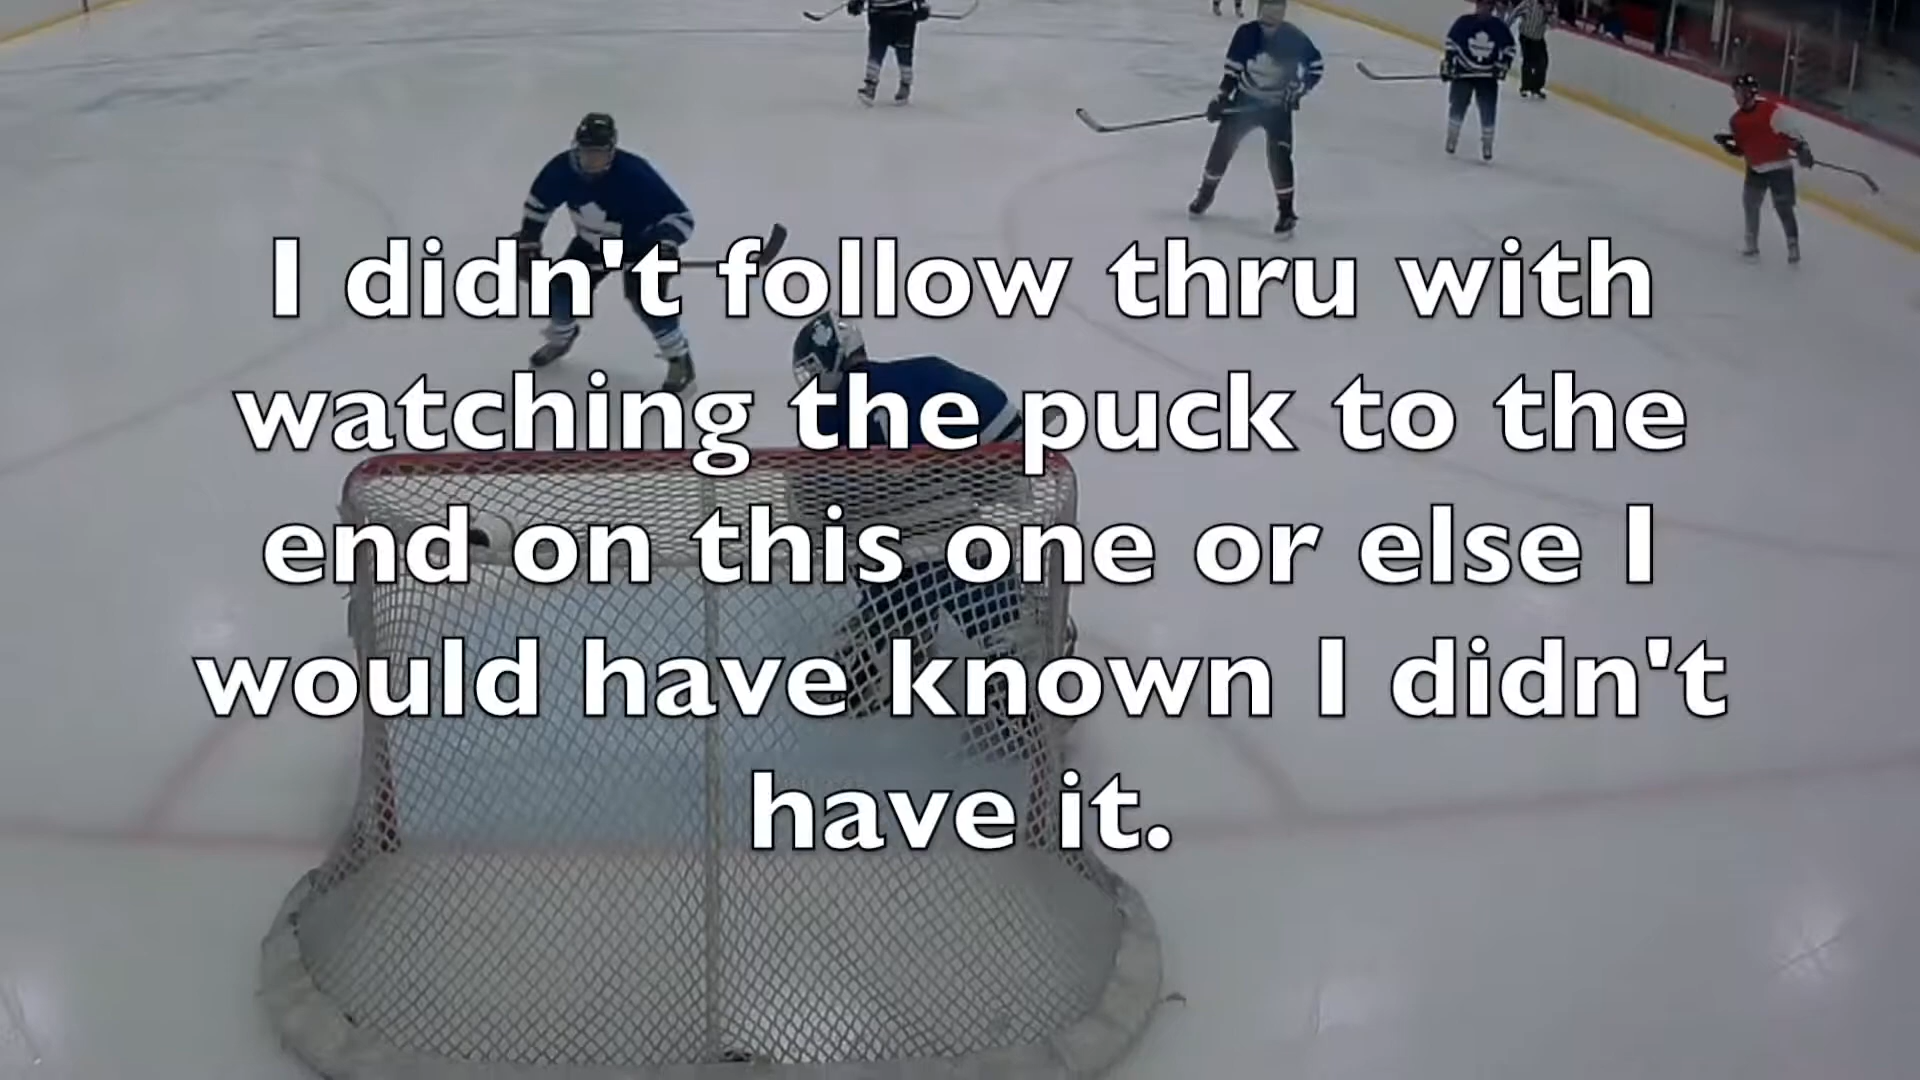 I didn't follow thru with
watching the puck to the
end on this one or else I
would have known I didn't
have it.